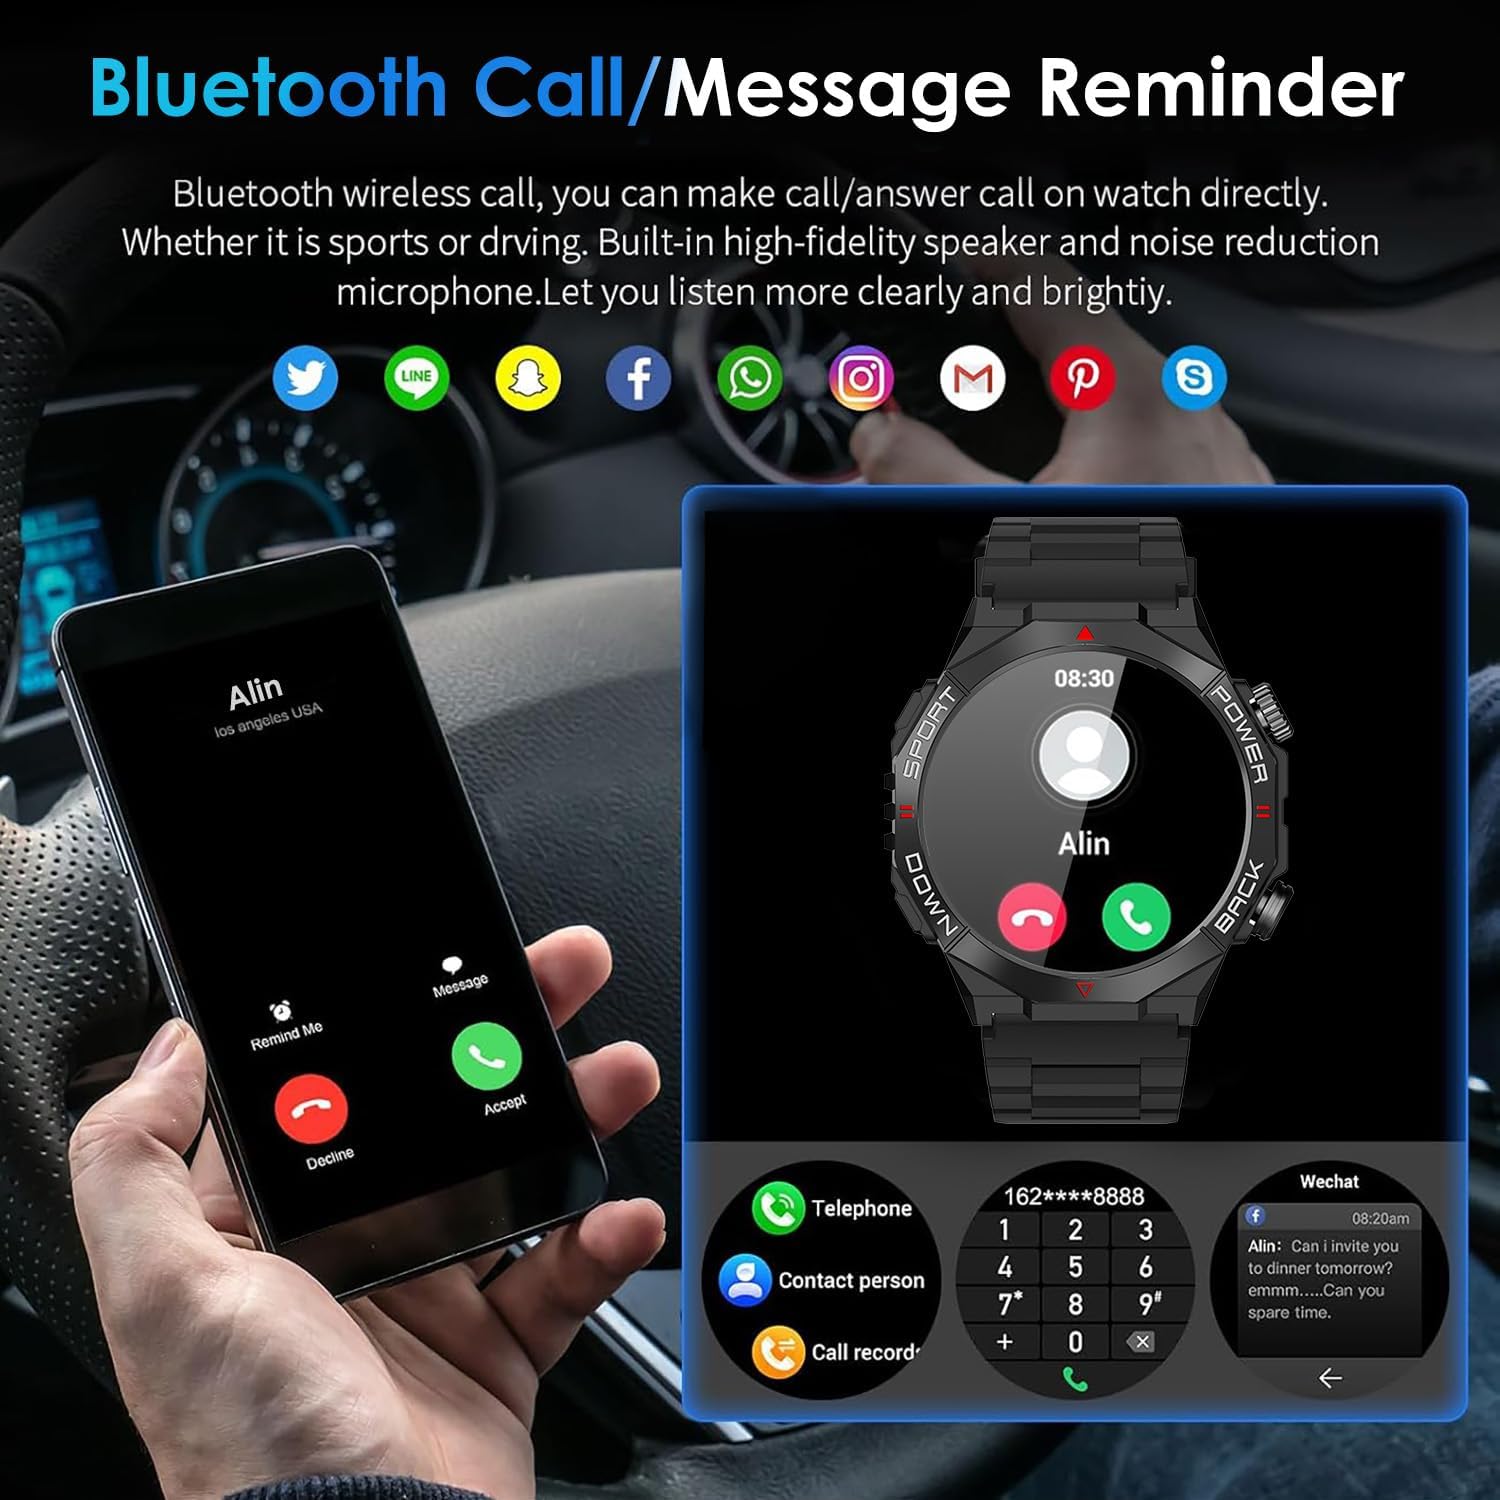 Bluetooth Call/Message Reminder
Bluetooth wireless call, you can make call/answer call on watch directly.
Whether it is sports or drving. Built-in high-fidelity speaker and noise reduction
microphone.Let you listen more clearly and brightiy.
LINE
Alin
los angeles USA
Remind Me
Message
Decline
Accept
SPORT
POWER
DOWN
BACK
08:30
Alin
Telephone
Contact person
Call records
162****8888
1 2 3
4 5 6
7* 8 9#
+ 0
Wechat
08:20am
Alin: Can i invite you
to dinner tomorrow?
emmm.....Can you
spare time.